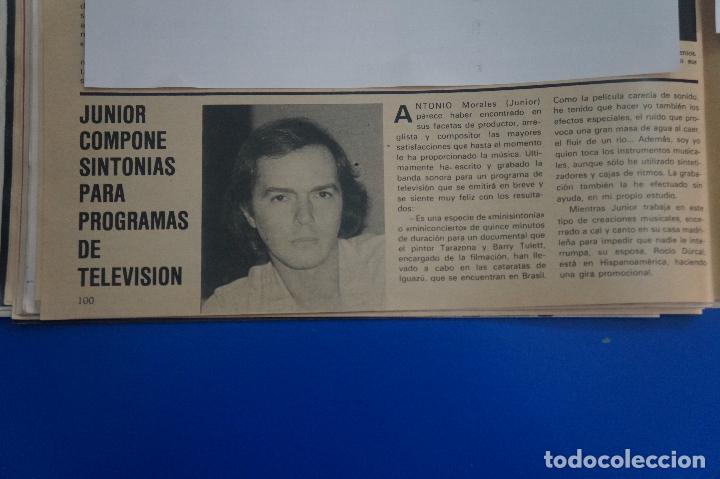 JUNIOR
COMPONE
SINTONIAS
PARA
PROGRAMAS
DE
TELEVISION
100
ANTONIO Morales (Junior)
parece haber encontrado en
sus facetas de productor, arre-
glista y compositor las mayores
satisfacciones que hasta el momento
le ha proporcionado la música. Últi-
mamente ha escrito y grabado la
banda sonora para un programa de
televisión que se emitirá en breve y
se siente muy feliz con los resulta-
dos:
–Es una especie de «minisintonía»
o «miniconcierto» de quince minutos
de duración para un documental que
el pintor Tarazona y Barry Tulett,
encargado de la filmación, han lle-
vado a cabo en las cataratas de
Iguazú, que se encuentran en Brasil.
Como la película carecía de sonido,
he tenido que hacer yo también los
efectos especiales, el ruido que pro-
voca una gran masa de agua al caer,
el fluir de un río... Además, soy yo
quien toca los instrumentos musica-
les, aunque sólo he utilizado sinteti-
zadores y cajas de ritmos. La graba-
ción también la he efectuado sin
ayuda, en mi propio estudio.
Mientras Junior trabaja en este
tipo de creaciones musicales, ence-
rrado a cal y canto en su casa madri-
leña para impedir que nadie le inte-
rrumpa, su esposa, Rocío Dúrcal,
está en Hispanoamérica, haciendo
una gira promocional.
todocoleccion.net